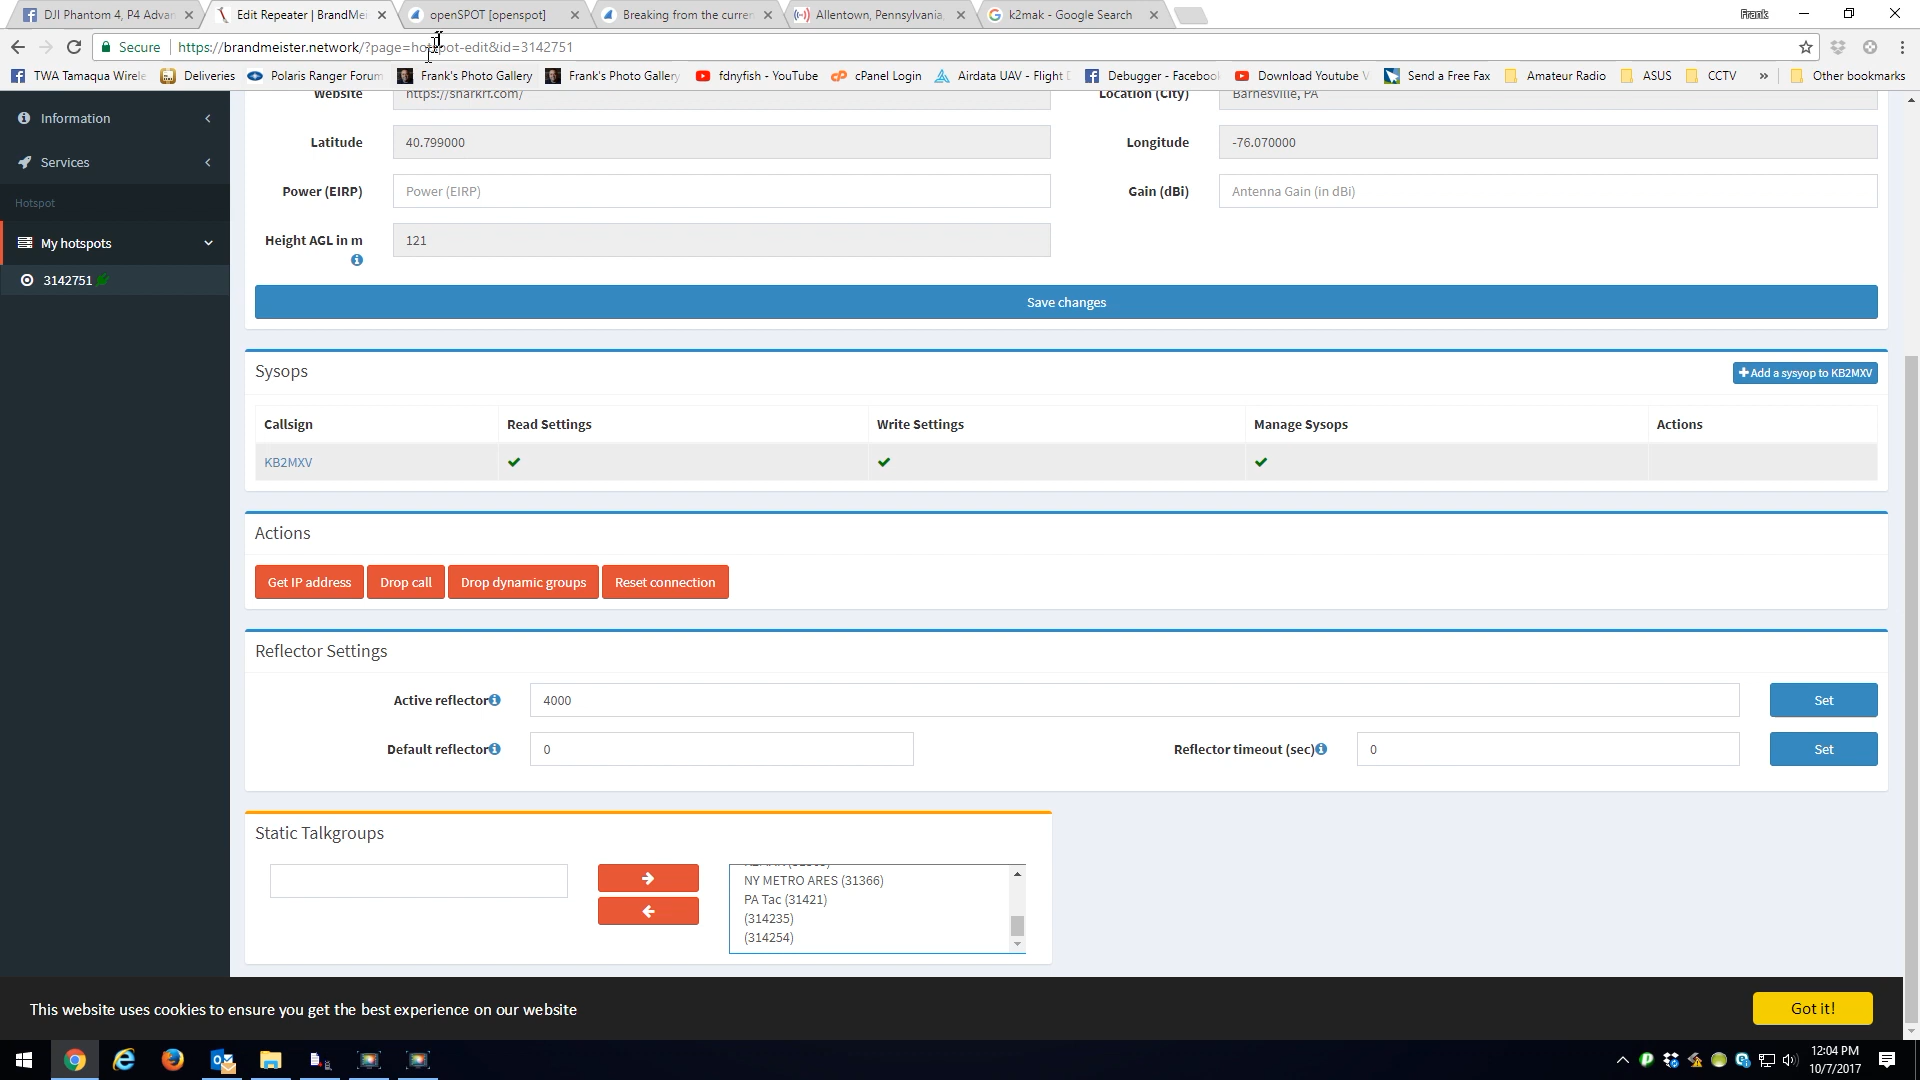 DJI Phantom 4, P4 Advan
Edit Repeater | BrandMei
openSPOT [openspot]
Breaking from the curren
Allentown, Pennsylvania,
k2mak - Google Search
Frank
Secure
https://brandmeister.network/?page=hotspot-edit&id=3142751
TWA Tamaqua Wirele
Deliveries
Polaris Ranger Forum
Frank's Photo Gallery
Frank's Photo Gallery
fdnyfish - YouTube
cPanel Login
Airdata UAV - Flight D
Debugger - Facebook
Download Youtube V
Send a Free Fax
Amateur Radio
ASUS
CCTV
»
Other bookmarks
Information
Services
Hotspot
My hotspots
3142751
Website
https://sharkrf.com/
Location (City)
Barnesville, PA
Latitude
40.799000
Longitude
-76.070000
Power (EIRP)
Power (EIRP)
Gain (dBi)
Antenna Gain (in dBi)
Height AGL in m
121
Save changes
Sysops
Add a sysyop to KB2MXV
Callsign
Read Settings
Write Settings
Manage Sysops
Actions
KB2MXV
Actions
Get IP address
Drop call
Drop dynamic groups
Reset connection
Reflector Settings
Active reflector
4000
Set
Default reflector
0
Reflector timeout (sec)
0
Set
Static Talkgroups
NY METRO ARES (31366)
PA Tac (31421)
(314235)
(314254)
This website uses cookies to ensure you get the best experience on our website
Got it!
12:04 PM
10/7/2017